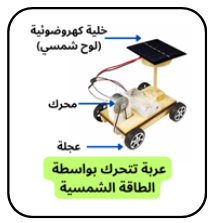 خلية كهروضوئية
(لوح شمسي)
محرك
عجلة
عربة تتحرك بواسطة
الطاقة الشمسية